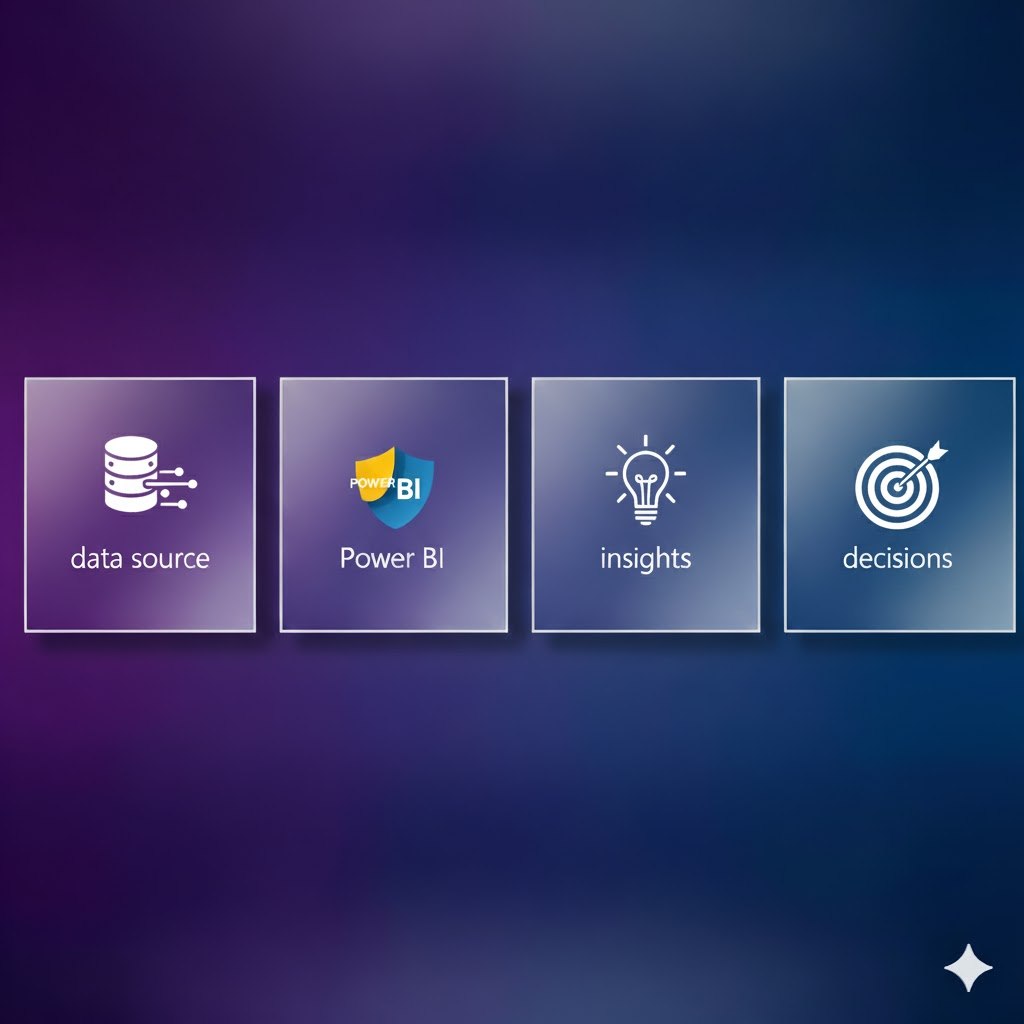 data source
POWER BI
Power BI
insights
decisions